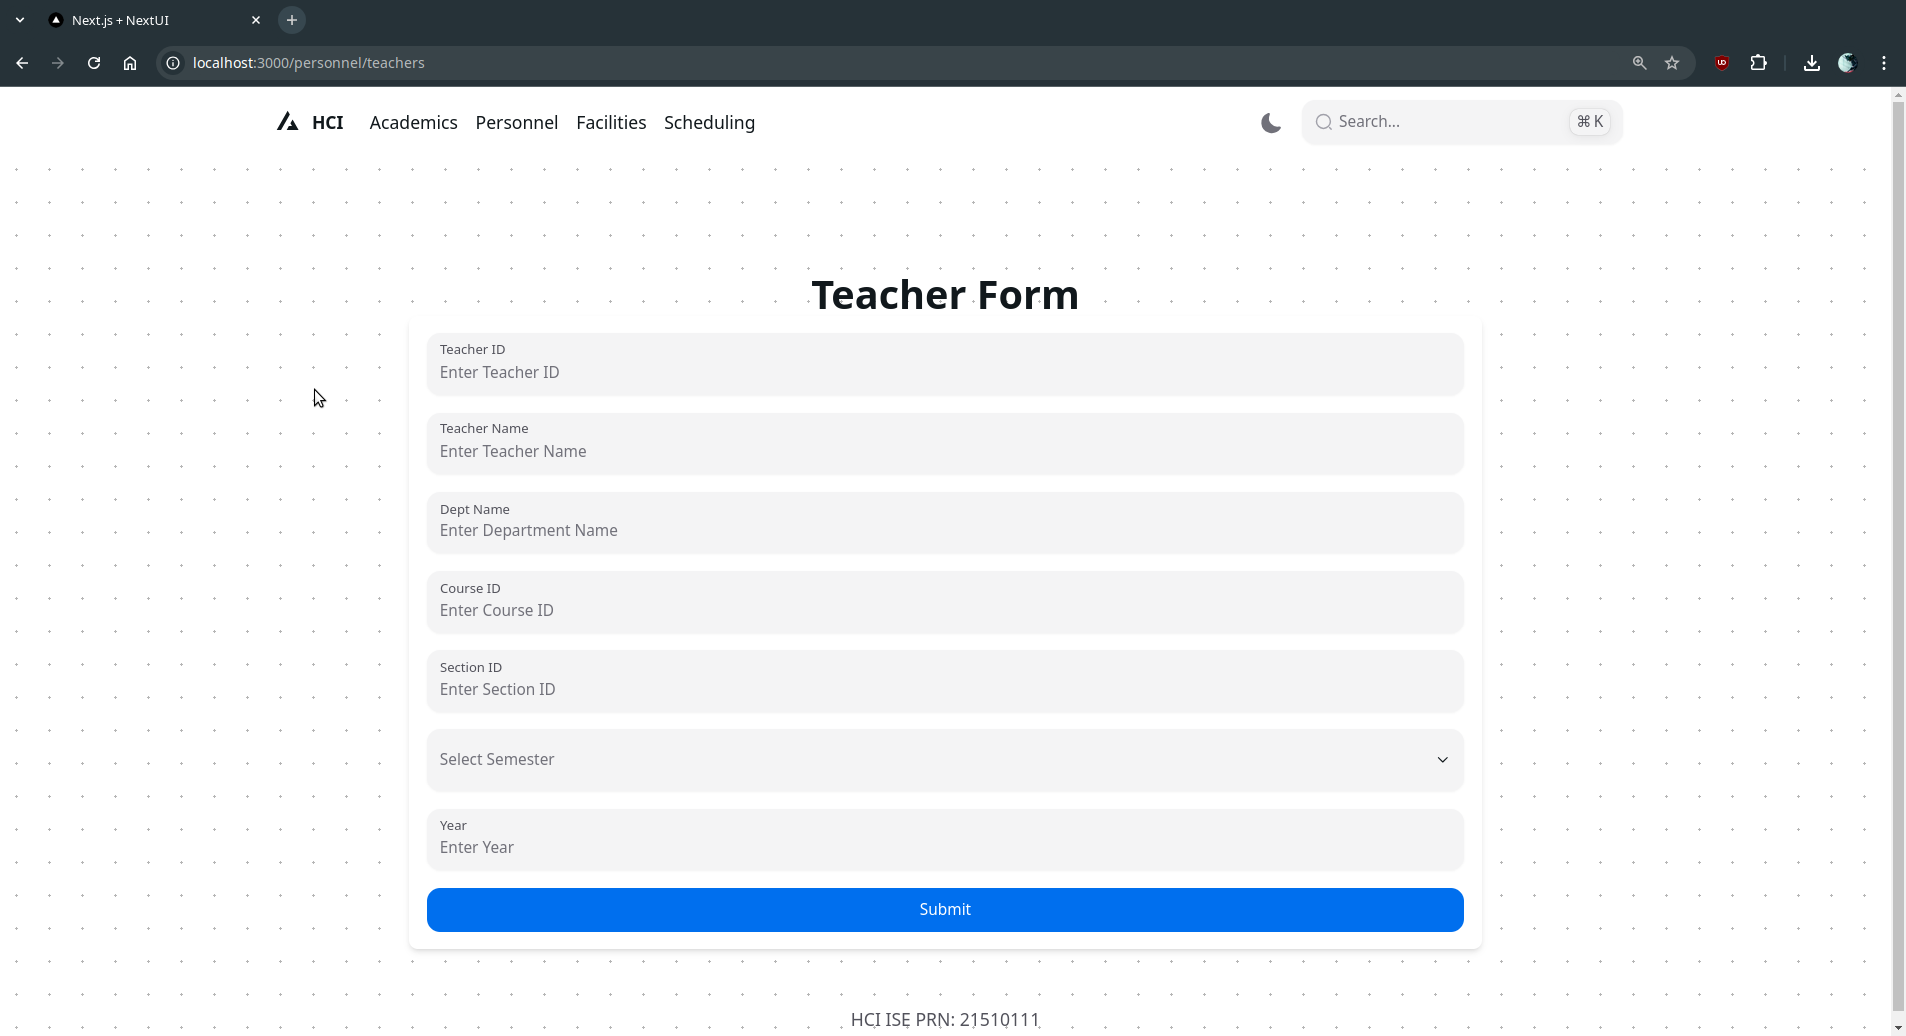 Next.js + NextUI
localhost:3000/personnel/teachers
HCI Academics Personnel Facilities Scheduling Search... ⌘ K
Teacher Form
Teacher ID
Enter Teacher ID
Teacher Name
Enter Teacher Name
Dept Name
Enter Department Name
Course ID
Enter Course ID
Section ID
Enter Section ID
Select Semester
Year
Enter Year
Submit
HCI ISE PRN: 21510111